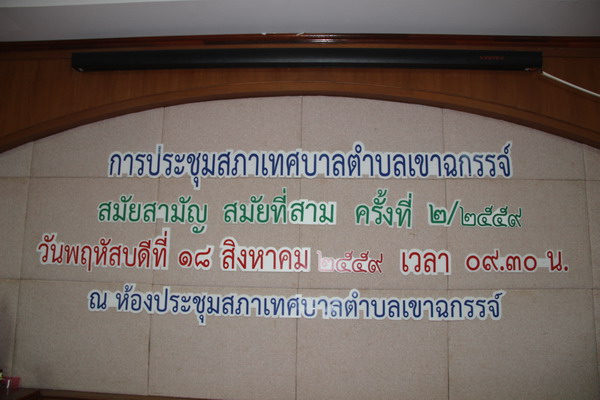 การประชุมสภาเทศบาลตำบลเขาฉกรรจ์
สมัยสามัญ สมัยที่สาม ครั้งที่ ๒/๒๕๕๙
วันพฤหัสบดีที่ ๑๘ สิงหาคม ๒๕๕๙ เวลา ๐๙.๓๐ น.
ณ ห้องประชุมสภาเทศบาลตำบลเขาฉกรรจ์